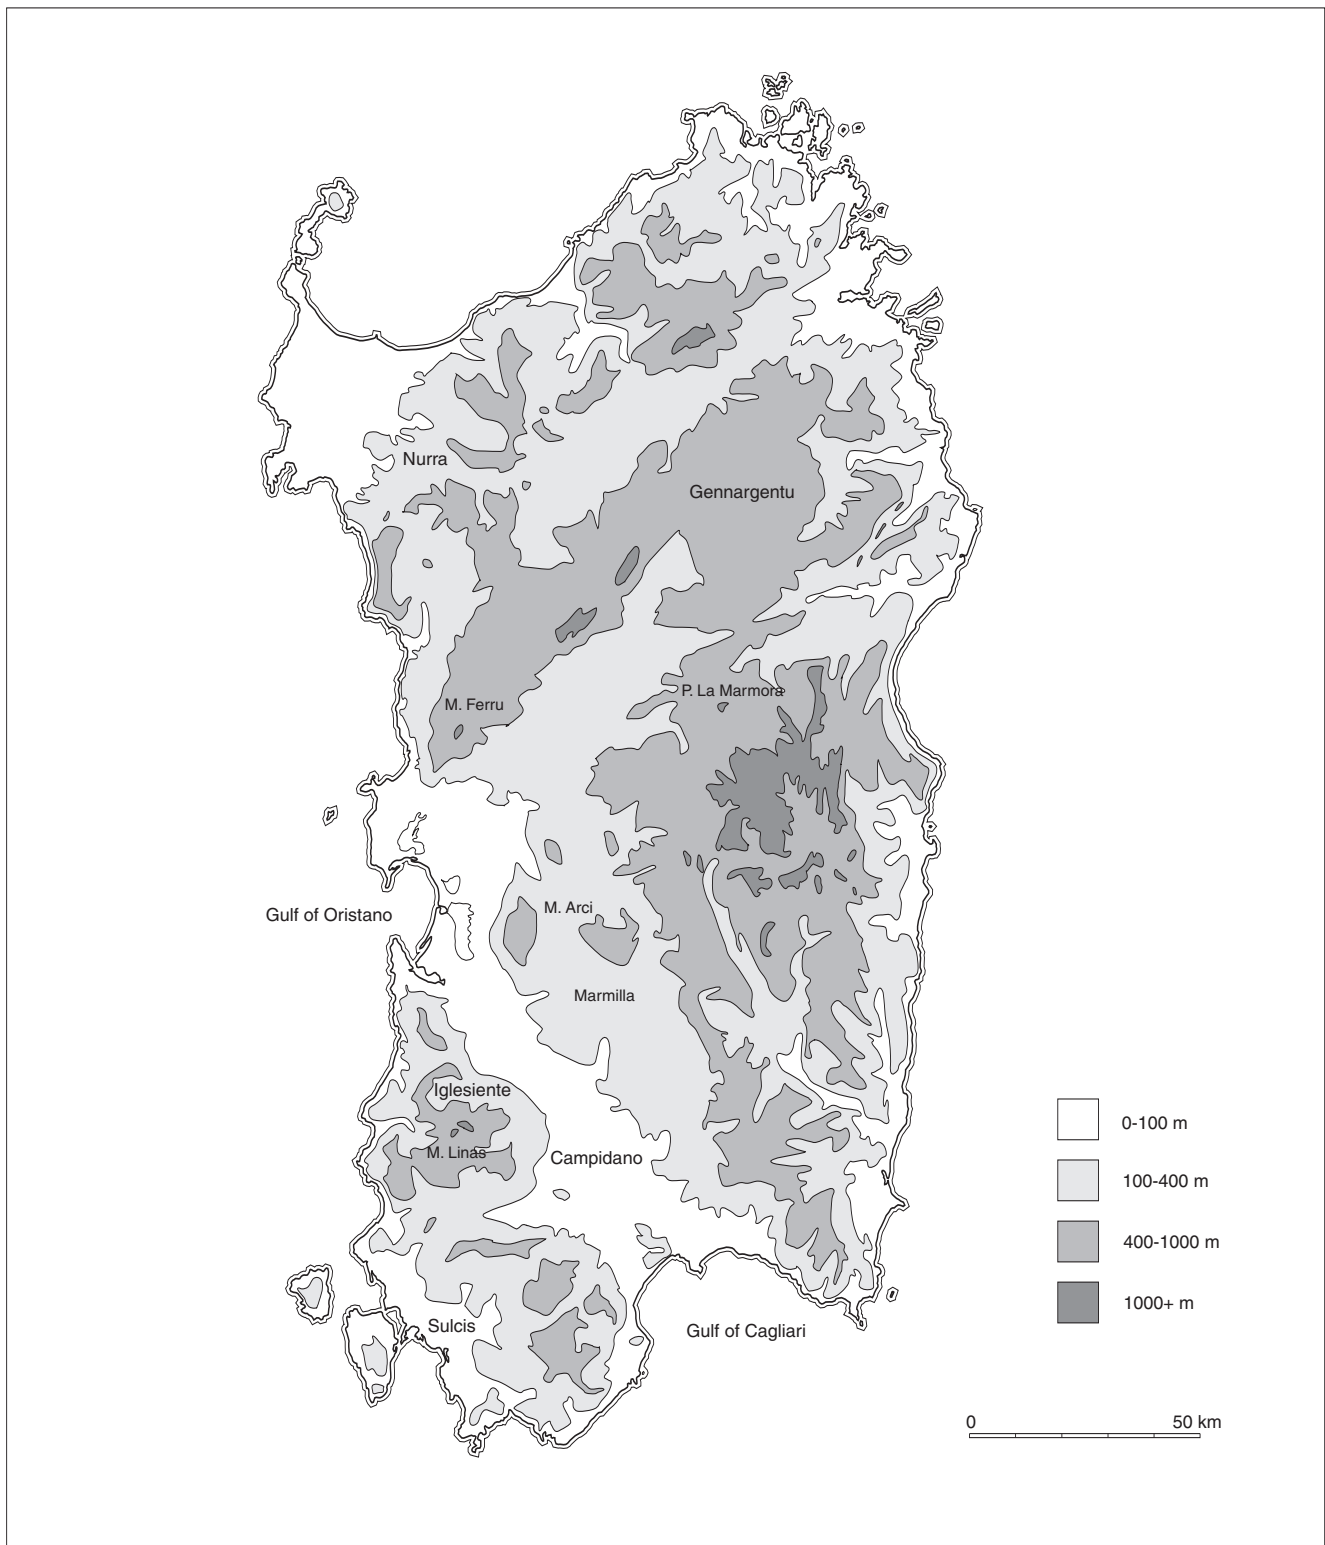 Nurra
Gennargentu
P. La Marmora
M. Ferru
M. Arci
Gulf of Oristano
Marmilla
Iglesiente
M. Linas
Campidano
Sulcis
Gulf of Cagliari
0-100 m
100-400 m
400-1000 m
1000+ m
0 50 km